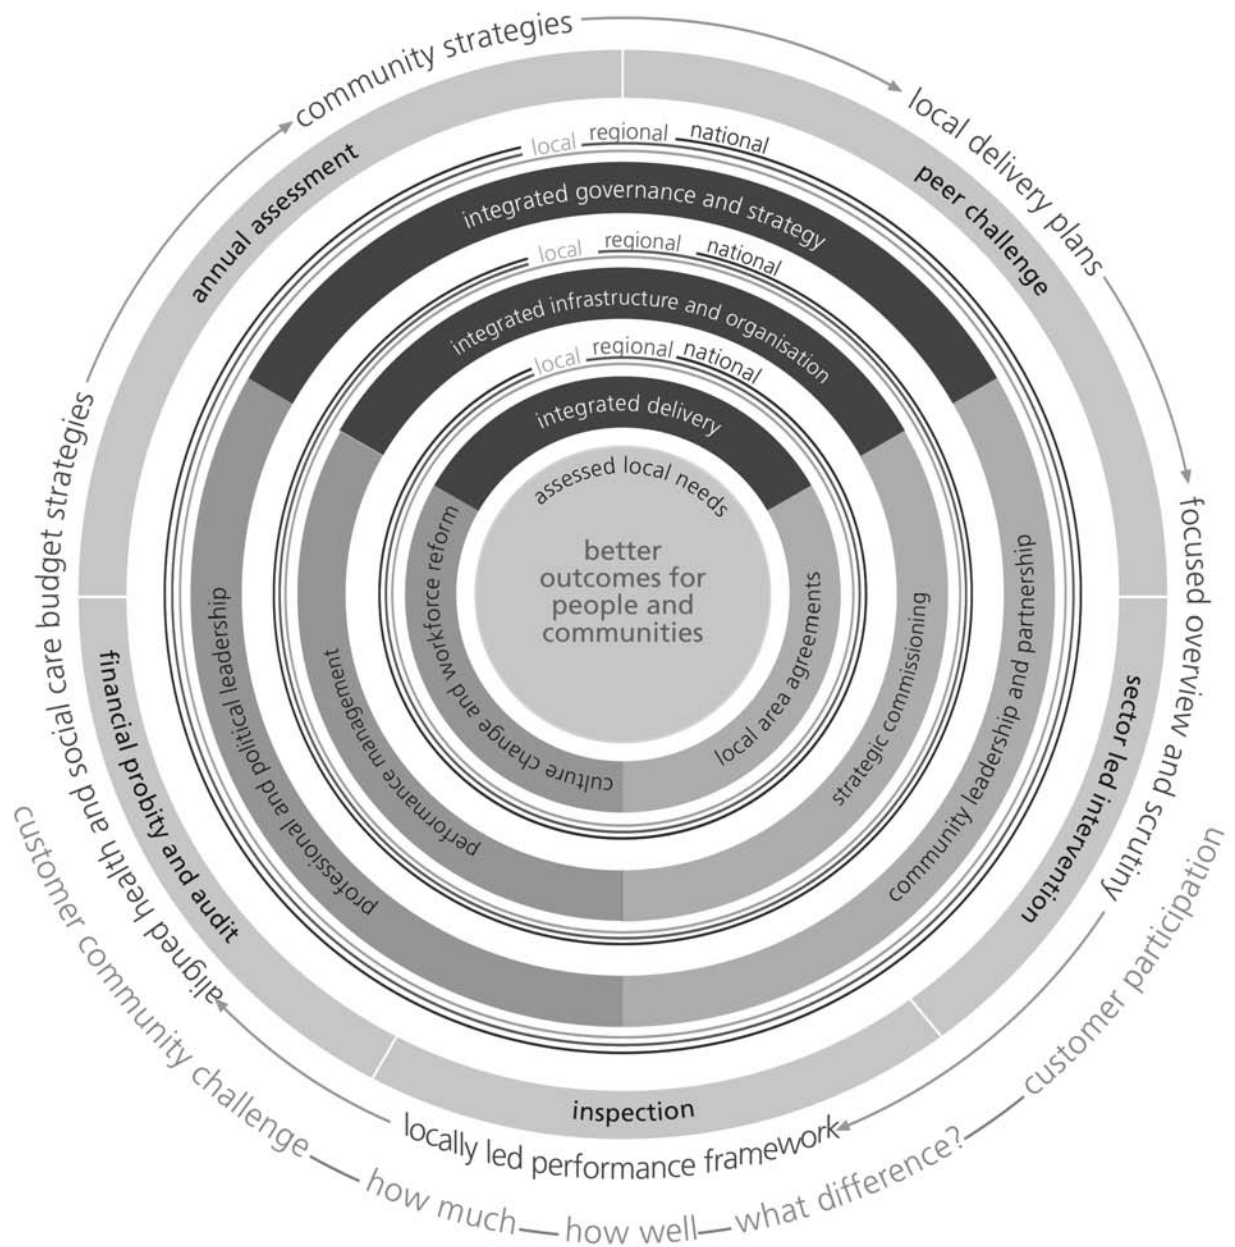 community strategies
local delivery plans
focused overview and scrutiny
locally led performance framework
aligned health and social care budget strategies
annual assessment
peer challenge
sector led intervention
inspection
financial probity and audit
local regional national
integrated governance and strategy
community leadership and partnership
professional and political leadership
local regional national
integrated infrastructure and organisation
strategic commissioning
performance management
local regional national
integrated delivery
local area agreements
culture change and workforce reform
assessed local needs
better
outcomes for
people and
communities
customer community challenge
how much
how well
what difference?
customer participation